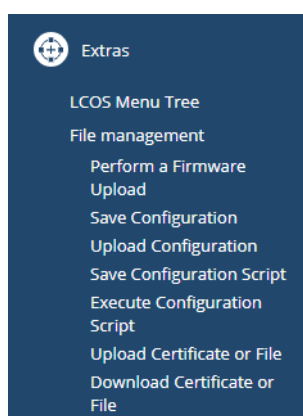 Extras
LCOS Menu Tree
File management
Perform a Firmware
Upload
Save Configuration
Upload Configuration
Save Configuration Script
Execute Configuration
Script
Upload Certificate or File
Download Certificate or
File